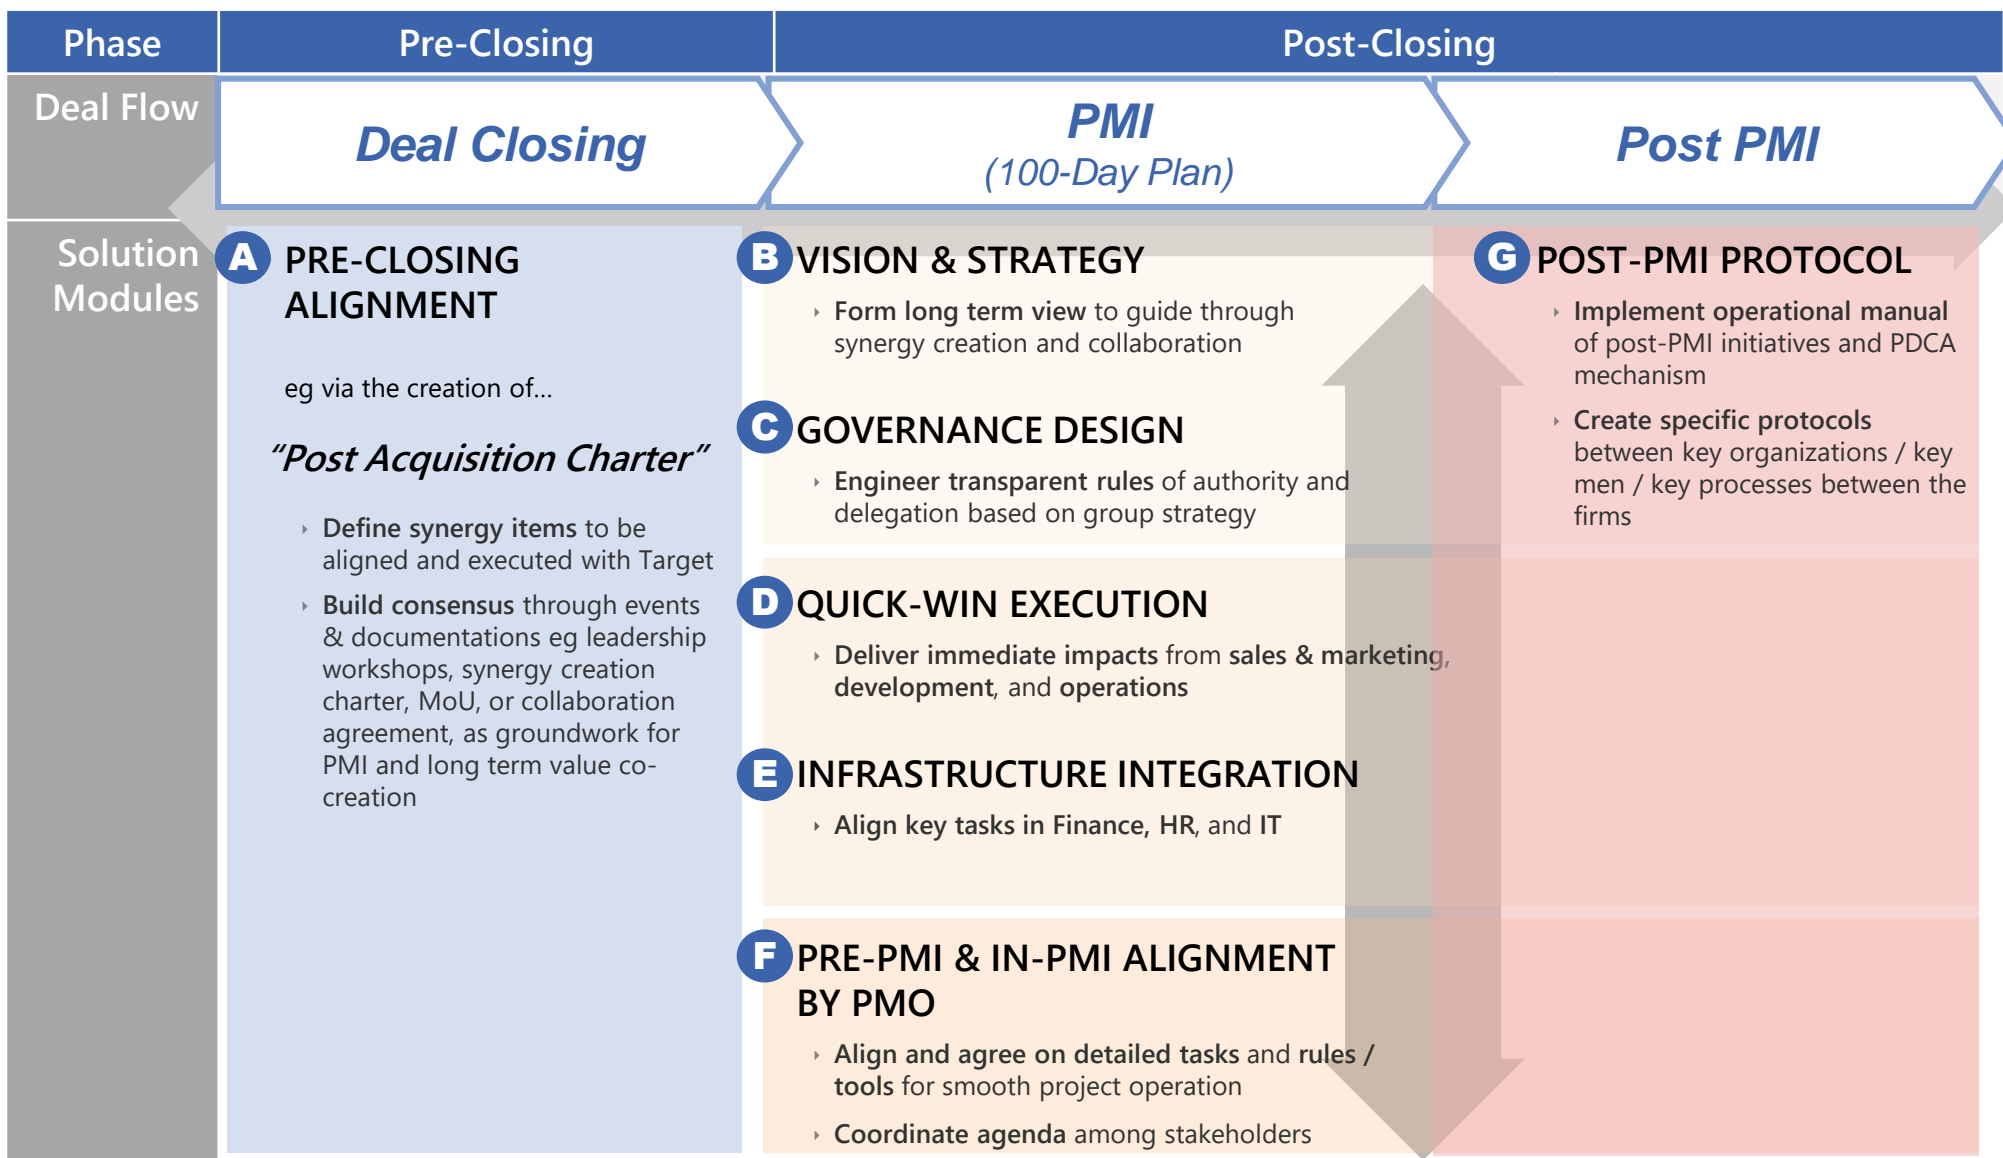 Phase
Pre-Closing
Post-Closing
Deal Flow
Deal Closing
PMI
(100-Day Plan)
Post PMI
Solution
Modules
A
PRE-CLOSING
ALIGNMENT
eg via the creation of...
“Post Acquisition Charter”
Define synergy items to be
aligned and executed with Target
Build consensus through events
& documentations eg leadership
workshops, synergy creation
charter, MoU, or collaboration
agreement, as groundwork for
PMI and long term value co-
creation
B
VISION & STRATEGY
Form long term view to guide through
synergy creation and collaboration
C
GOVERNANCE DESIGN
Engineer transparent rules of authority and
delegation based on group strategy
D
QUICK-WIN EXECUTION
Deliver immediate impacts from sales & marketing,
development, and operations
E
INFRASTRUCTURE INTEGRATION
Align key tasks in Finance, HR, and IT
F
PRE-PMI & IN-PMI ALIGNMENT
BY PMO
Align and agree on detailed tasks and rules /
tools for smooth project operation
Coordinate agenda among stakeholders
G
POST-PMI PROTOCOL
Implement operational manual
of post-PMI initiatives and PDCA
mechanism
Create specific protocols
between key organizations / key
men / key processes between the
firms